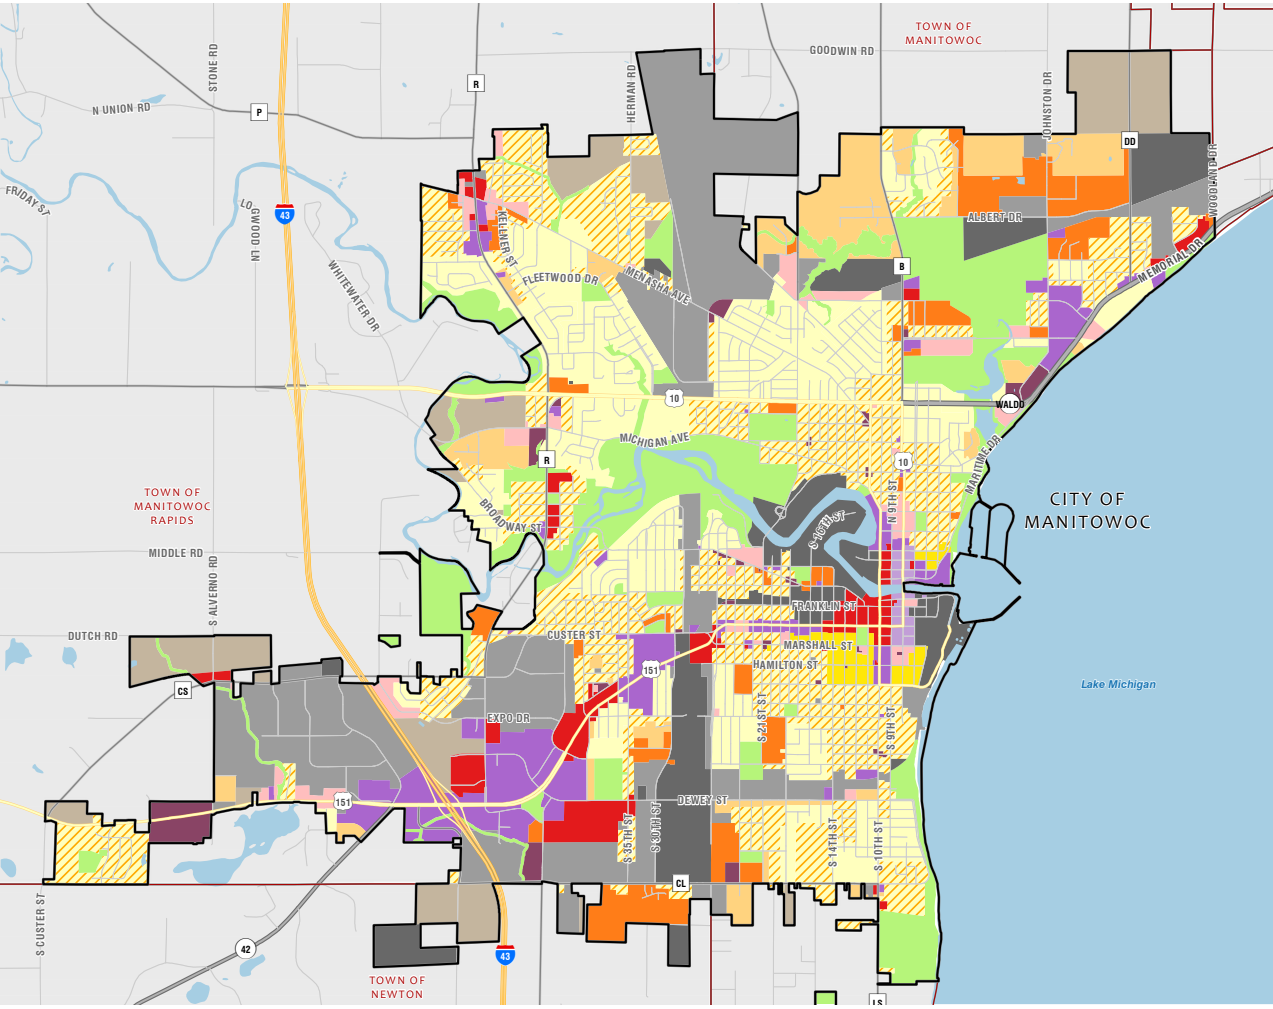 TOWN OF
MANITOWOC
GOODWIN RD
STONE RD
R
HERMAN RD
JOHNSTON DR
N UNION RD
P
DD
WOODLAND DR
FRIDAY ST
LO
GWOOD LN
43
KELLNER ST
ALBERT DR
WHITEWATER DR
FLEETWOOD DR
MENASHA AVE
B
MEMORIAL DR
10
WALDO
MICHIGAN AVE
R
10
MARITIME DR
TOWN OF
MANITOWOC
RAPIDS
CITY OF
MANITOWOC
BROADWAY ST
N 9TH ST
S 16TH ST
MIDDLE RD
S ALVERNO RD
FRANKLIN ST
DUTCH RD
CUSTER ST
MARSHALL ST
HAMILTON ST
151
CS
Lake Michigan
EXPO DR
S 21ST ST
S 9TH ST
151
DEWEY ST
S 35TH ST
S 30TH ST
S 14TH ST
S 10TH ST
CL
S CUSTER ST
42
43
TOWN OF
NEWTON
LS